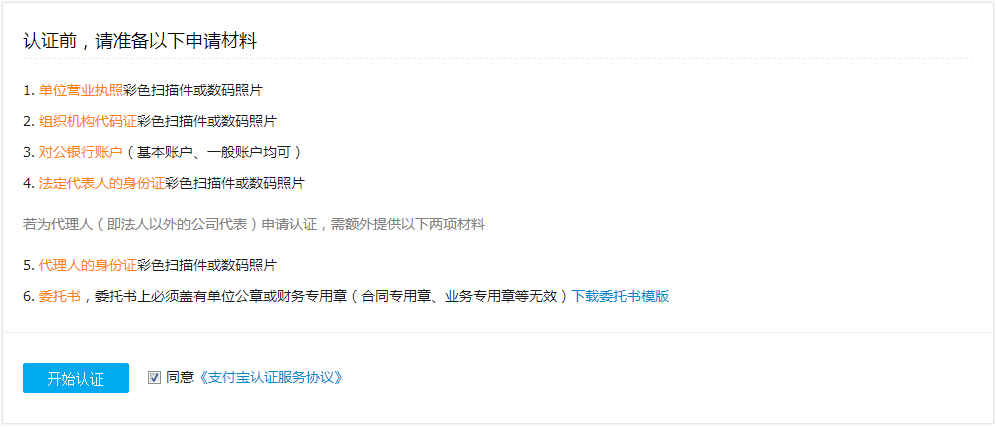 认证前，请准备以下申请材料
1. 单位营业执照彩色扫描件或数码照片
2. 组织机构代码证彩色扫描件或数码照片
3. 对公银行账户（基本账户、一般账户均可）
4. 法定代表人的身份证彩色扫描件或数码照片
若为代理人（即法人以外的公司代表）申请认证，需额外提供以下两项材料
5. 代理人的身份证彩色扫描件或数码照片
6. 委托书，委托书上必须盖有单位公章或财务专用章（合同专用章、业务专用章等无效）下载委托书模版
开始认证 同意《支付宝认证服务协议》